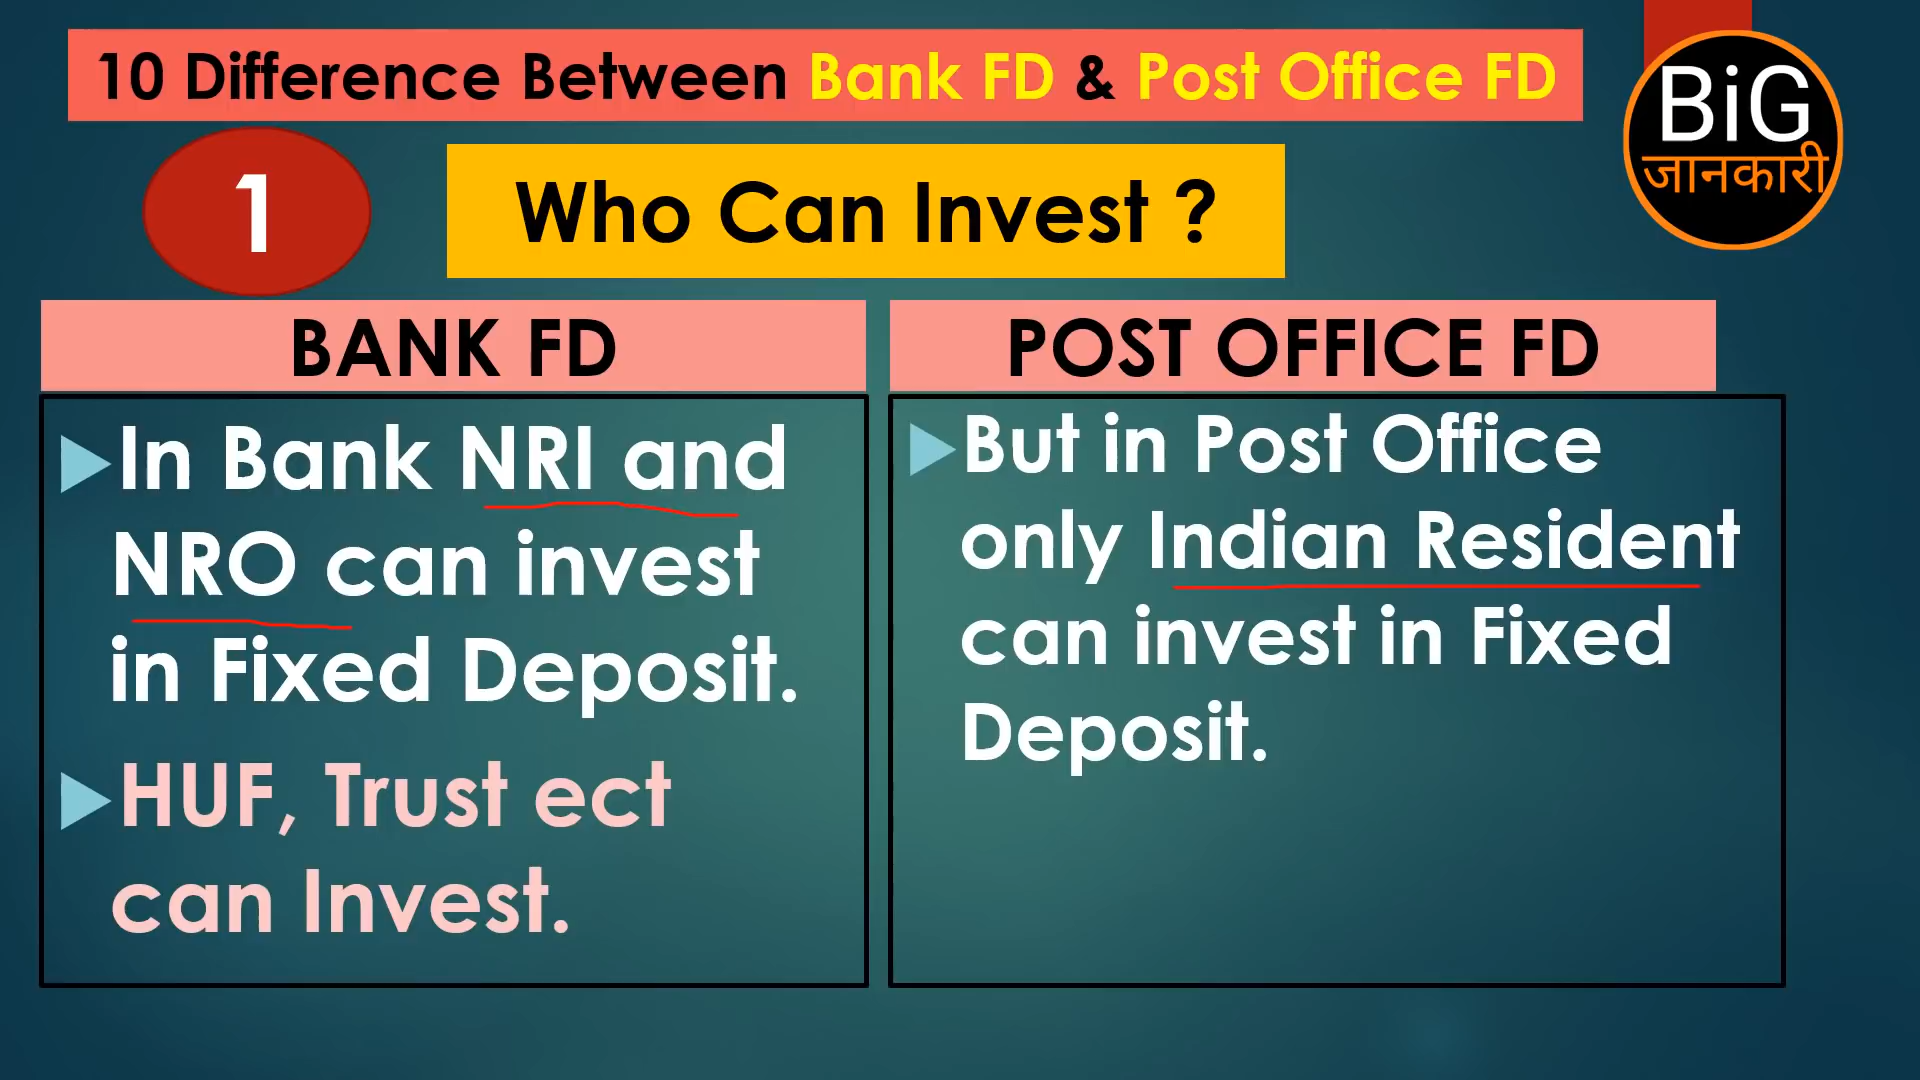 10 Difference Between Bank FD & Post Office FD
BiG
जानकारी
1
Who Can Invest ?
BANK FD
In Bank NRI and
NRO can invest
in Fixed Deposit.
HUF, Trust ect
can Invest.
POST OFFICE FD
But in Post Office
only Indian Resident
can invest in Fixed
Deposit.